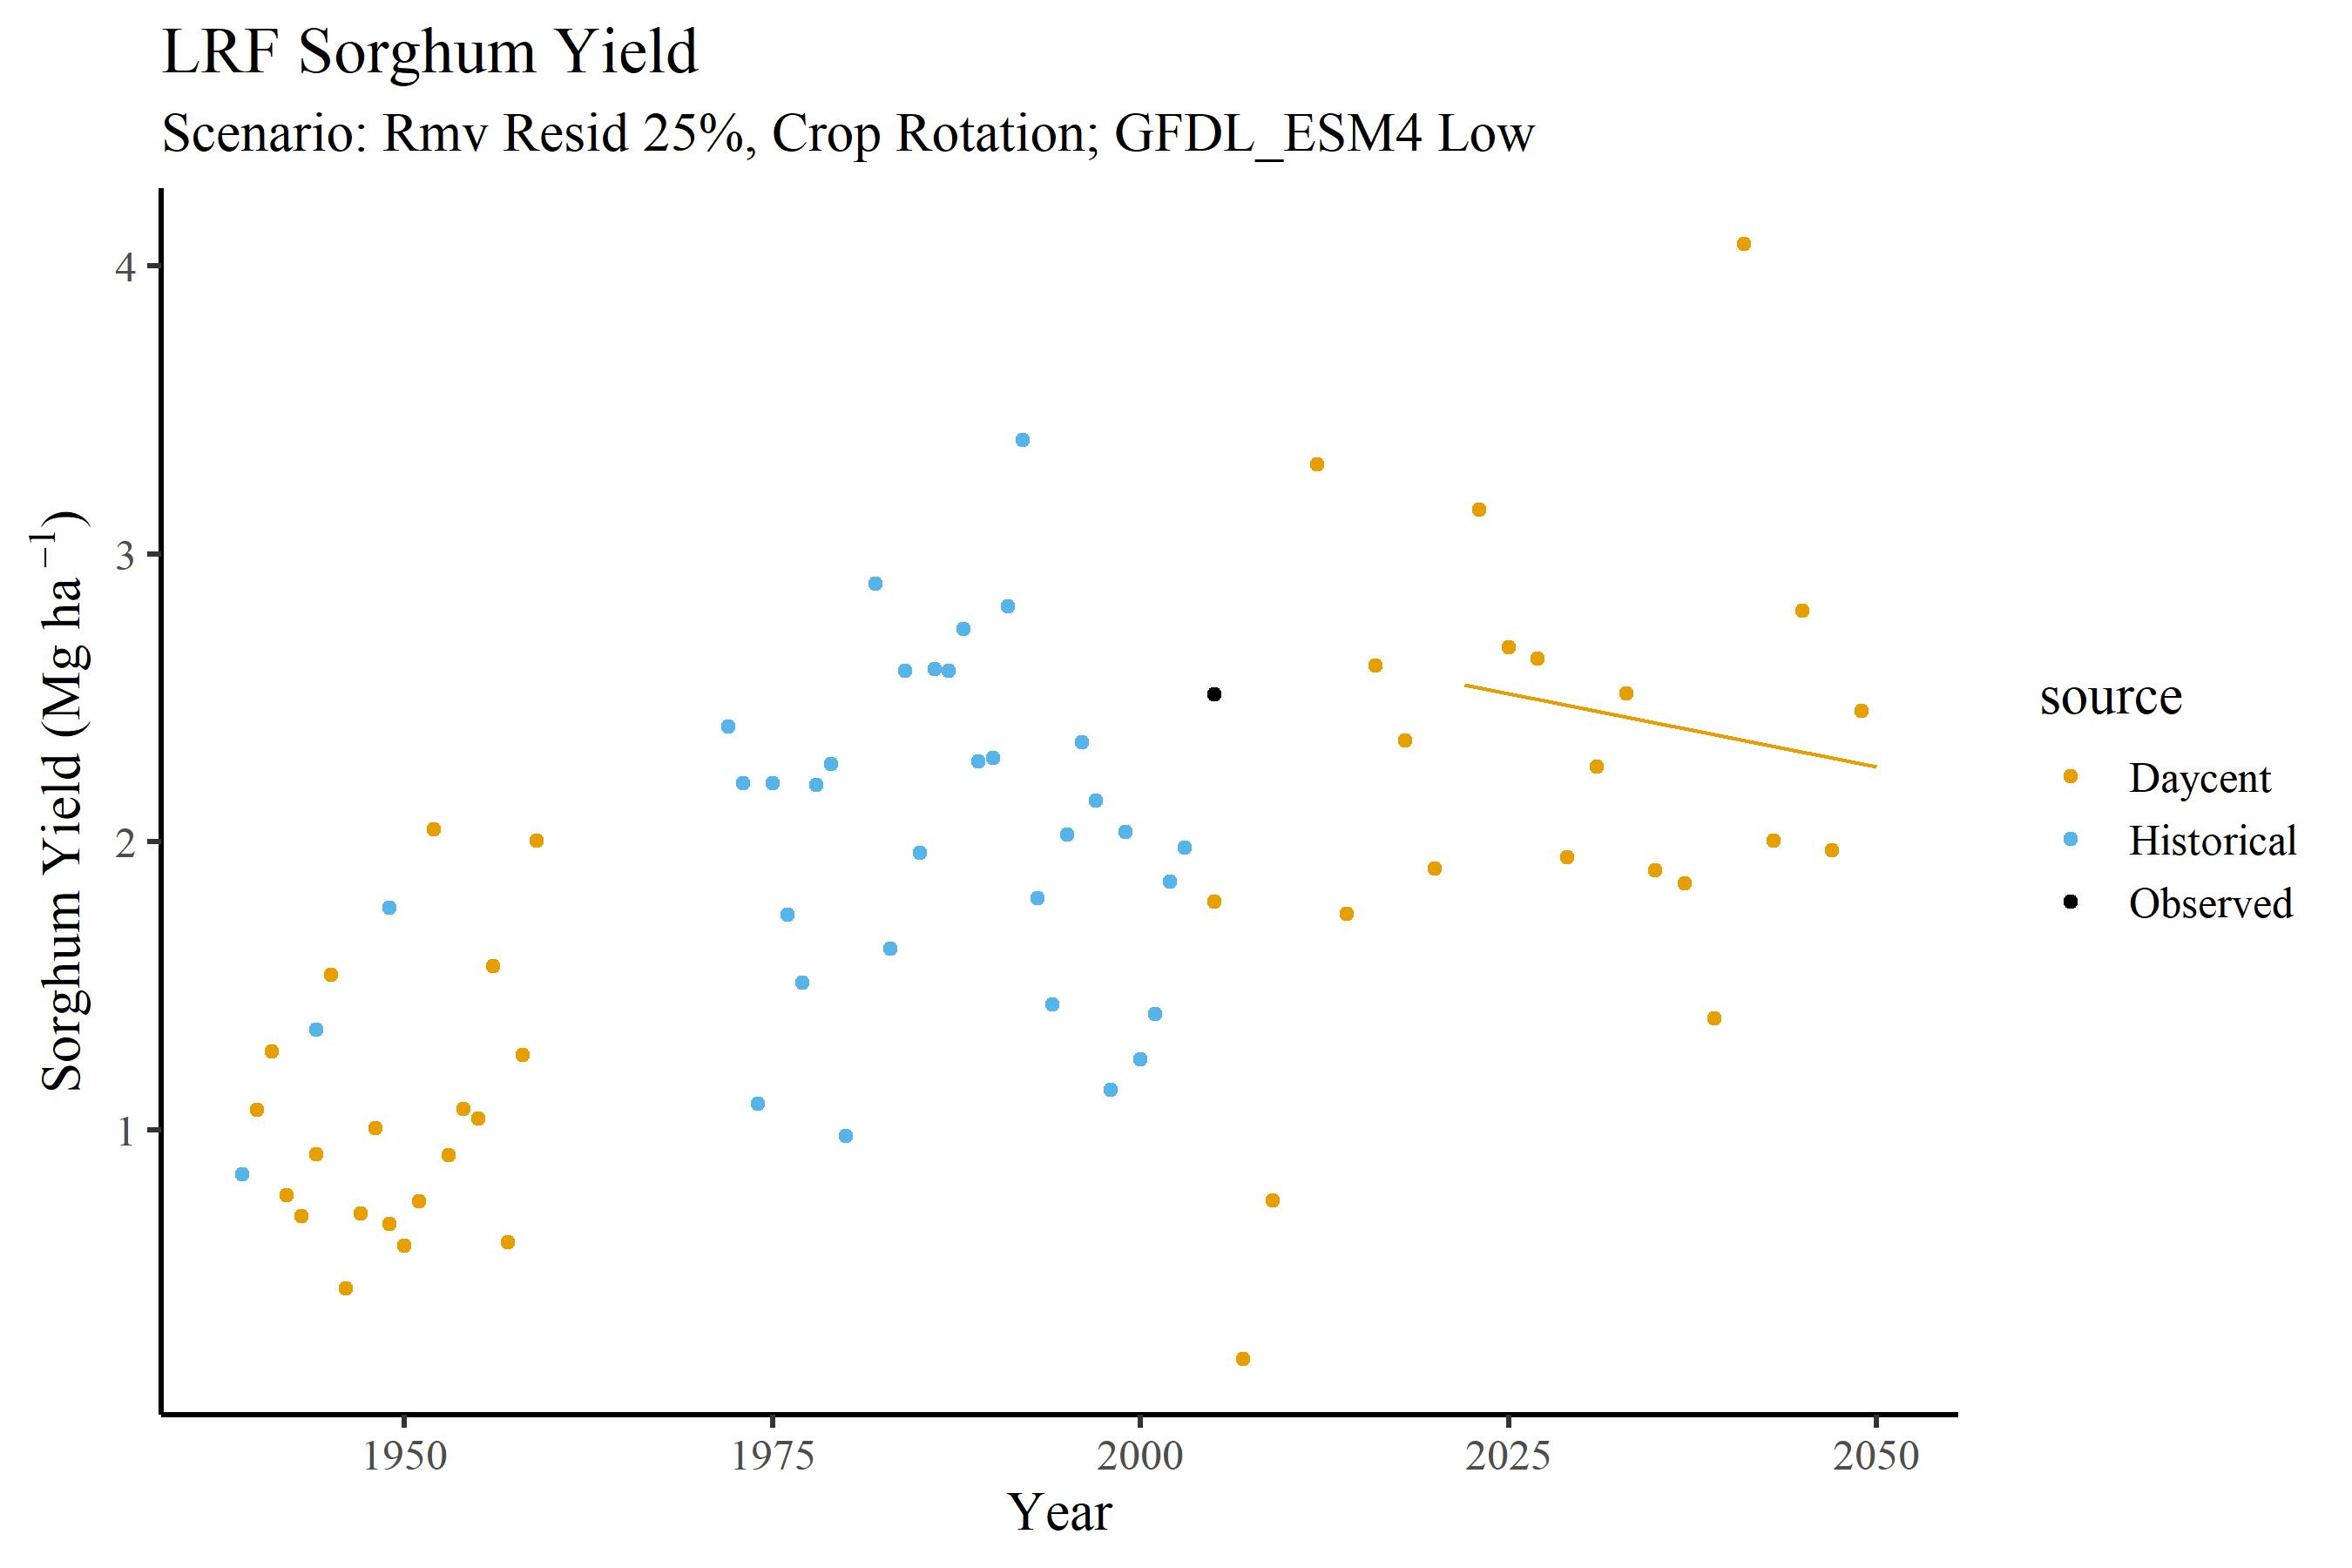 LRF Sorghum Yield
Scenario: Rmv Resid 25%, Crop Rotation; GFDL_ESM4 Low
Sorghum Yield (Mg ha⁻¹)
4
3
2
1
1950
1975
2000
2025
2050
Year
source
Daycent
Historical
Observed